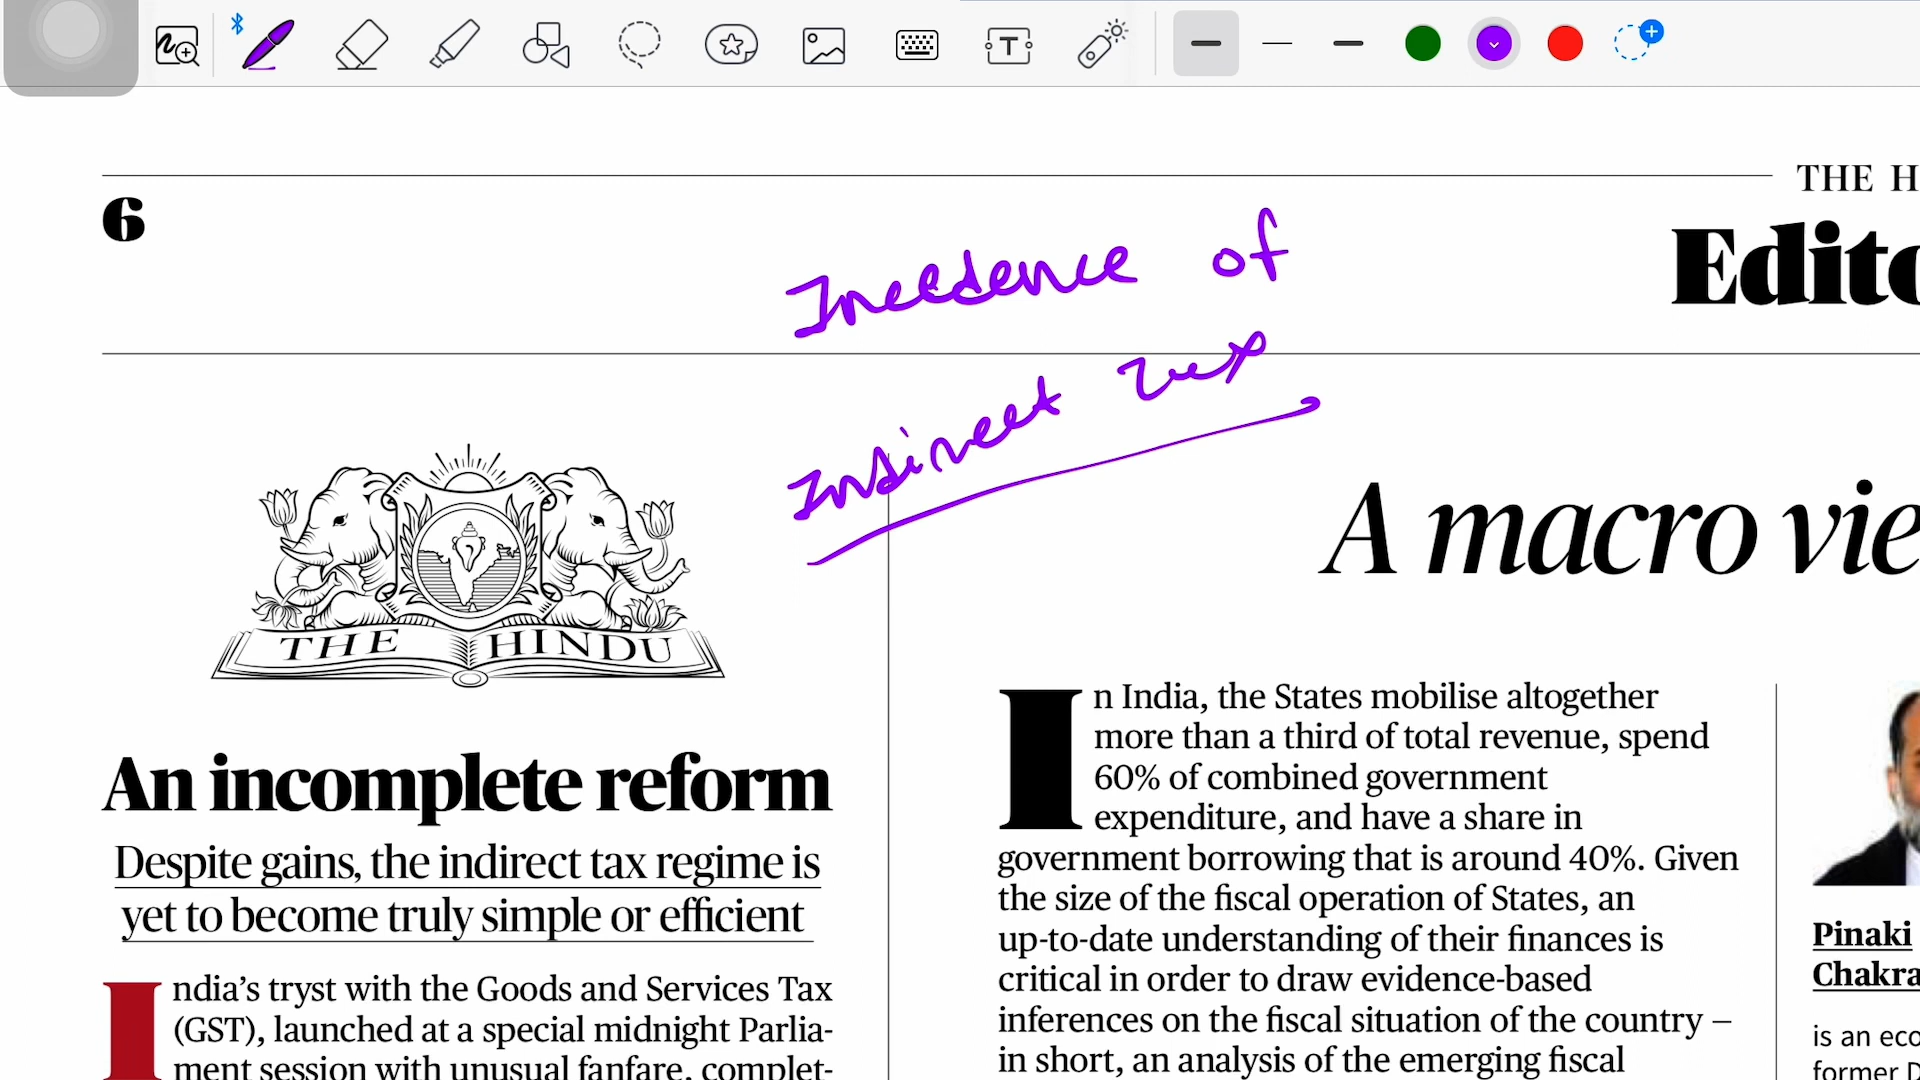 THE H
6
Edito
Incedence of
Indirect Tax
THE HINDU
An incomplete reform
Despite gains, the indirect tax regime is
yet to become truly simple or efficient
India’s tryst with the Goods and Services Tax
(GST), launched at a special midnight Parlia-
ment session with unusual fanfare, complet-
A macro vie
In India, the States mobilise altogether
more than a third of total revenue, spend
60% of combined government
expenditure, and have a share in
government borrowing that is around 40%. Given
the size of the fiscal operation of States, an
up-to-date understanding of their finances is
critical in order to draw evidence-based
inferences on the fiscal situation of the country –
in short, an analysis of the emerging fiscal
Pinaki
Chakra
is an eco
former D